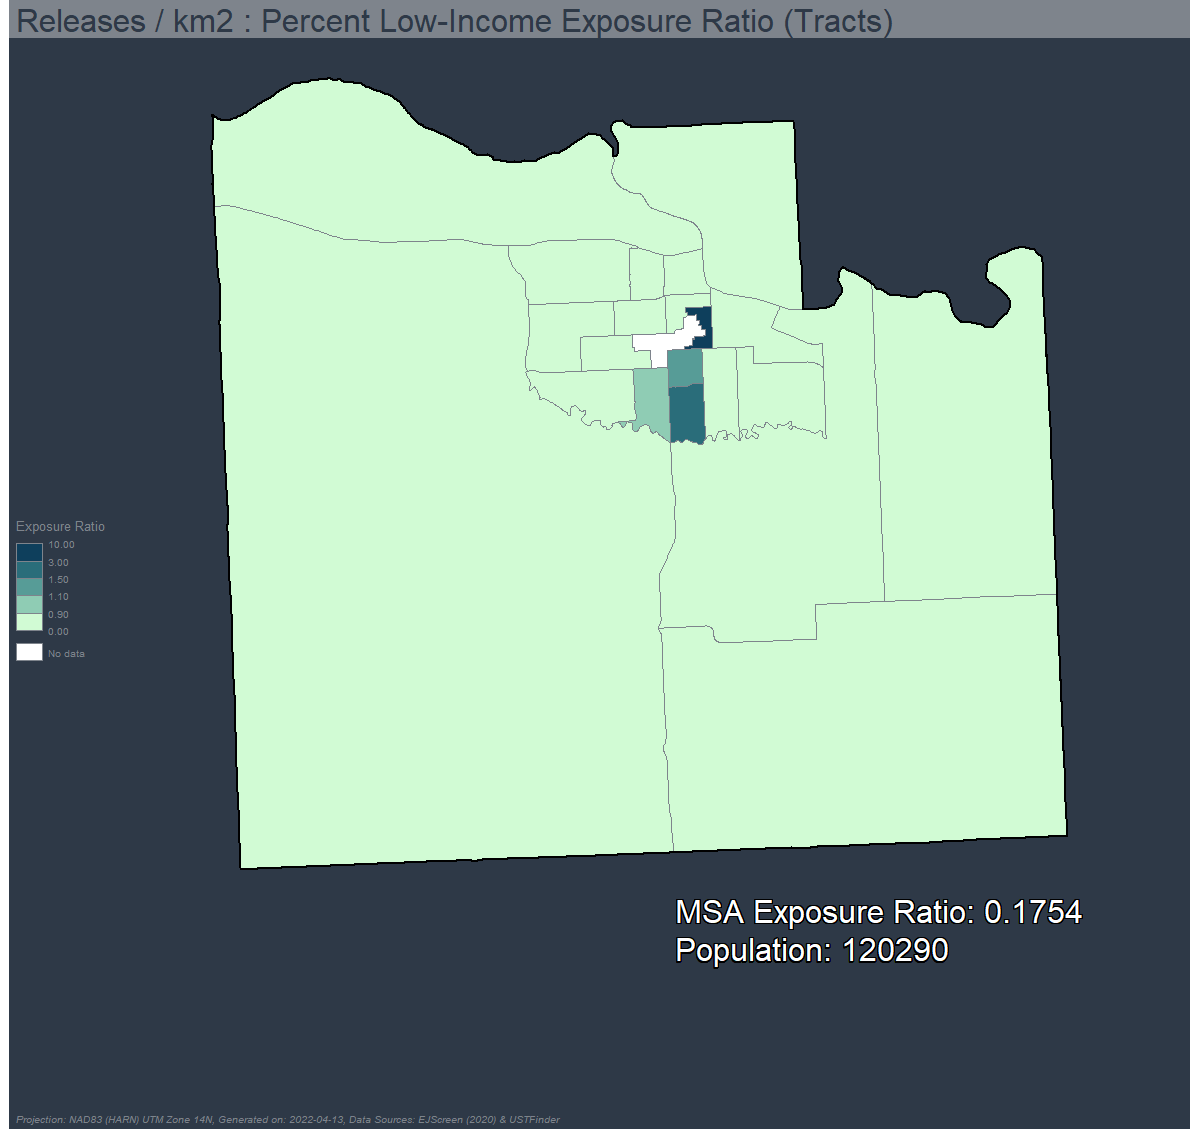 Releases / km2 : Percent Low-Income Exposure Ratio (Tracts)
Exposure Ratio
10.00
3.00
1.50
1.10
0.90
0.00
No data
MSA Exposure Ratio: 0.1754
Population: 120290
Projection: NAD83 (HARN) UTM Zone 14N, Generated on: 2022-04-13, Data Sources: EJScreen (2020) & USTFinder